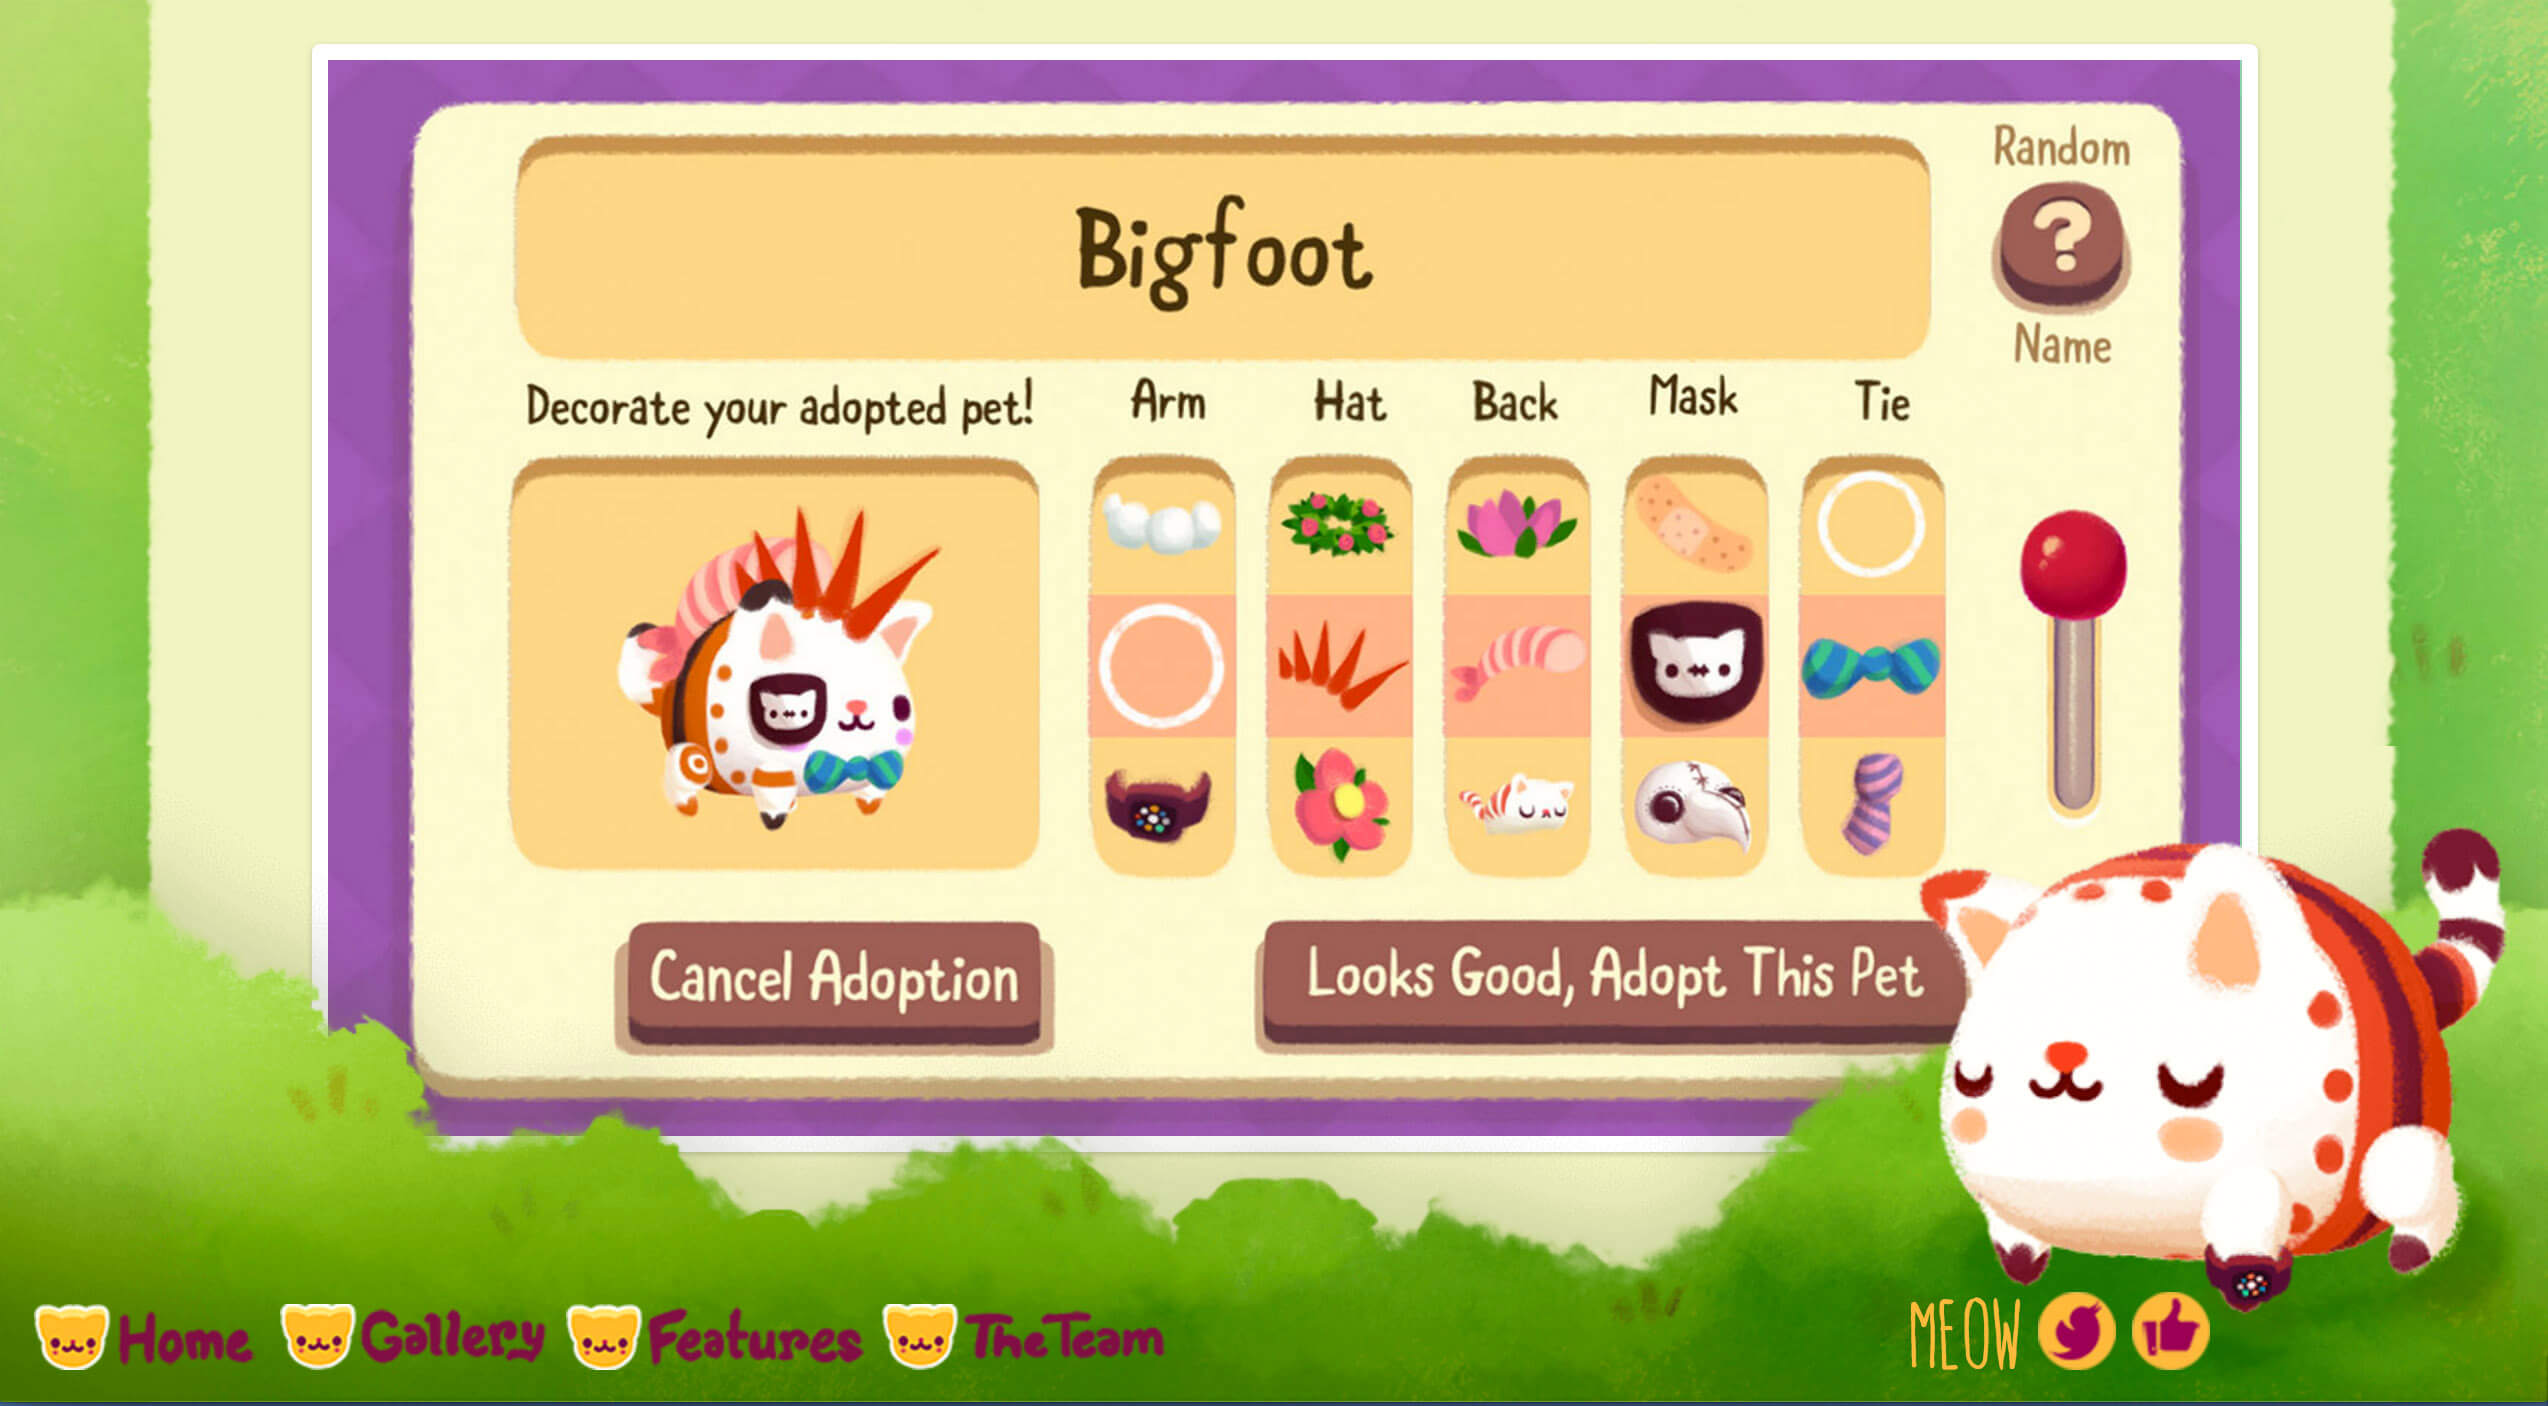 Random
?
Name
Bigfoot
Decorate your adopted pet!
Arm
Hat
Back
Mask
Tie
Cancel Adoption
Looks Good, Adopt This Pet
Home
Gallery
Features
The Team
MEOW